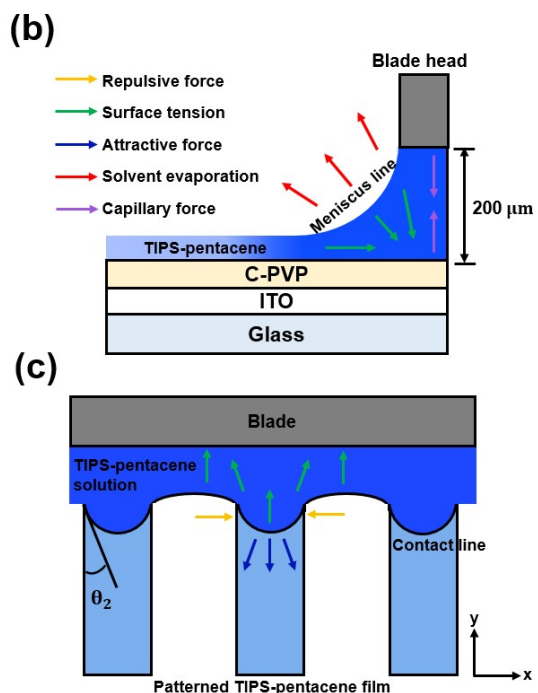 (b)
Blade head
Repulsive force
Surface tension
Attractive force
Solvent evaporation
Capillary force
Meniscus line
200 μm
TIPS-pentacene
C-PVP
ITO
Glass
(c)
Blade
TIPS-pentacene
solution
Contact line
θ₂
y
x
Patterned TIPS-pentacene film